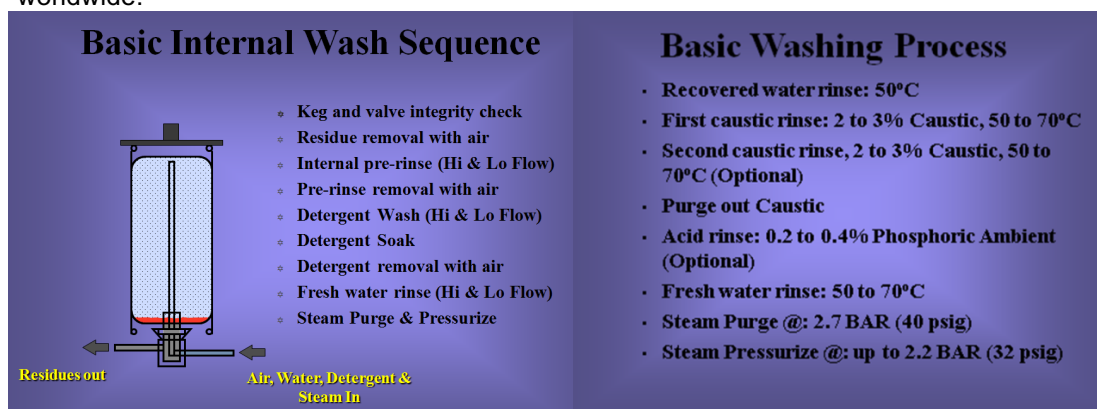 worldwide.
Basic Internal Wash Sequence
Keg and valve integrity check
Residue removal with air
Internal pre-rinse (Hi & Lo Flow)
Pre-rinse removal with air
Detergent Wash (Hi & Lo Flow)
Detergent Soak
Detergent removal with air
Fresh water rinse (Hi & Lo Flow)
Steam Purge & Pressurize
Residues out
Air, Water, Detergent &
Steam In
Basic Washing Process
Recovered water rinse: 50ºC
First caustic rinse: 2 to 3% Caustic, 50 to 70ºC
Second caustic rinse, 2 to 3% Caustic, 50 to
70ºC (Optional)
Purge out Caustic
Acid rinse: 0.2 to 0.4% Phosphoric Ambient
(Optional)
Fresh water rinse: 50 to 70ºC
Steam Purge @: 2.7 BAR (40 psig)
Steam Pressurize @: up to 2.2 BAR (32 psig)